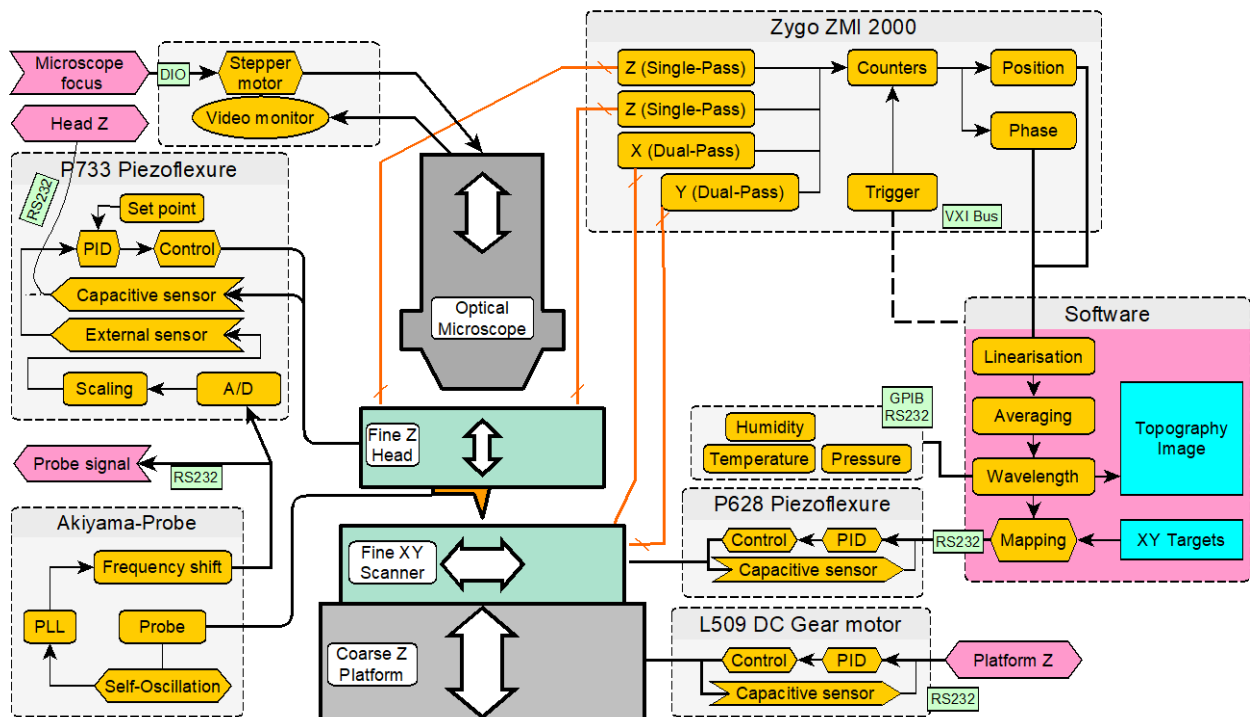 Microscope
focus
DIO
Stepper
motor
Video monitor
Head Z
RS232
P733 Piezoflexure
Set point
PID
Control
Capacitive sensor
External sensor
Scaling
A/D
Probe signal
RS232
Akiyama-Probe
Frequency shift
PLL
Probe
Self-Oscillation
Optical
Microscope
Fine Z
Head
Fine XY
Scanner
Coarse Z
Platform
Zygo ZMI 2000
Z (Single-Pass)
Counters
Position
Z (Single-Pass)
Phase
X (Dual-Pass)
Y (Dual-Pass)
Trigger
VXI Bus
Software
Linearisation
Averaging
Wavelength
Mapping
Topography
Image
XY Targets
GPIB
RS232
Humidity
Temperature
Pressure
P628 Piezoflexure
Control
PID
Capacitive sensor
RS232
L509 DC Gear motor
Control
PID
Capacitive sensor
Platform Z
RS232